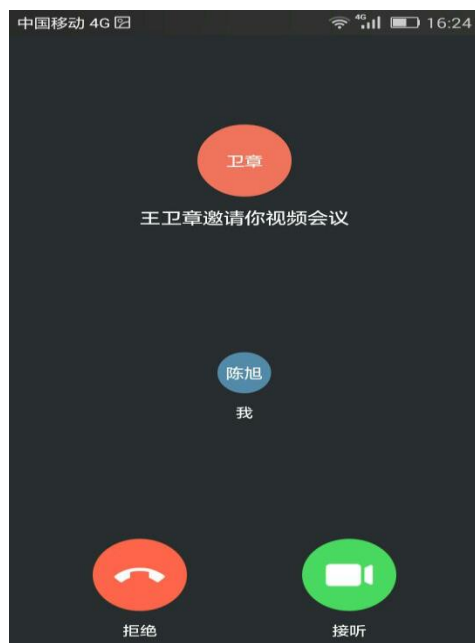 中国移动 4G 16:24
卫章
王卫章邀请你视频会议
陈旭
我
拒绝 接听